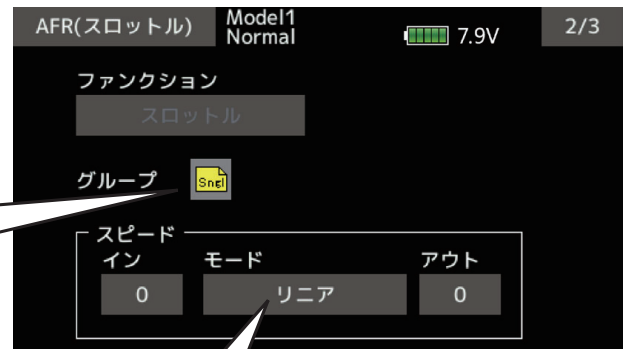 AFR(スロットル) Model1 Normal 7.9V 2/3
ファンクション
スロットル
グループ Sngl
スピード
イン モード アウト
0 リニア 0